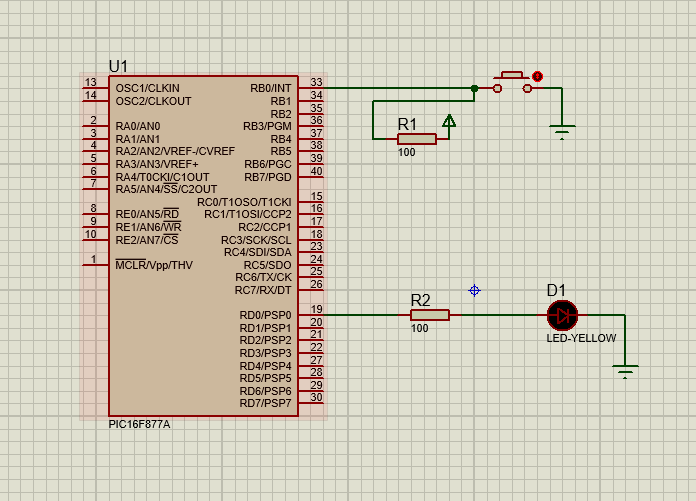 U1
13 OSC1/CLKIN RB0/INT 33
14 OSC2/CLKOUT RB1 34
RB2 35
2 RA0/AN0 RB3/PGM 36
3 RA1/AN1 RB4 37
4 RA2/AN2/VREF-/CVREF RB5 38
5 RA3/AN3/VREF+ RB6/PGC 39
6 RA4/T0CKI/C1OUT RB7/PGD 40
7 RA5/AN4/SS/C2OUT
RC0/T1OSO/T1CKI 15
8 RE0/AN5/RD RC1/T1OSI/CCP2 16
9 RE1/AN6/WR RC2/CCP1 17
10 RE2/AN7/CS RC3/SCK/SCL 18
RC4/SDI/SDA 23
1 MCLR/Vpp/THV RC5/SDO 24
RC6/TX/CK 25
RC7/RX/DT 26
RD0/PSP0 19
RD1/PSP1 20
RD2/PSP2 21
RD3/PSP3 22
RD4/PSP4 27
RD5/PSP5 28
RD6/PSP6 29
RD7/PSP7 30
PIC16F877A
R1
100
R2
100
D1
LED-YELLOW